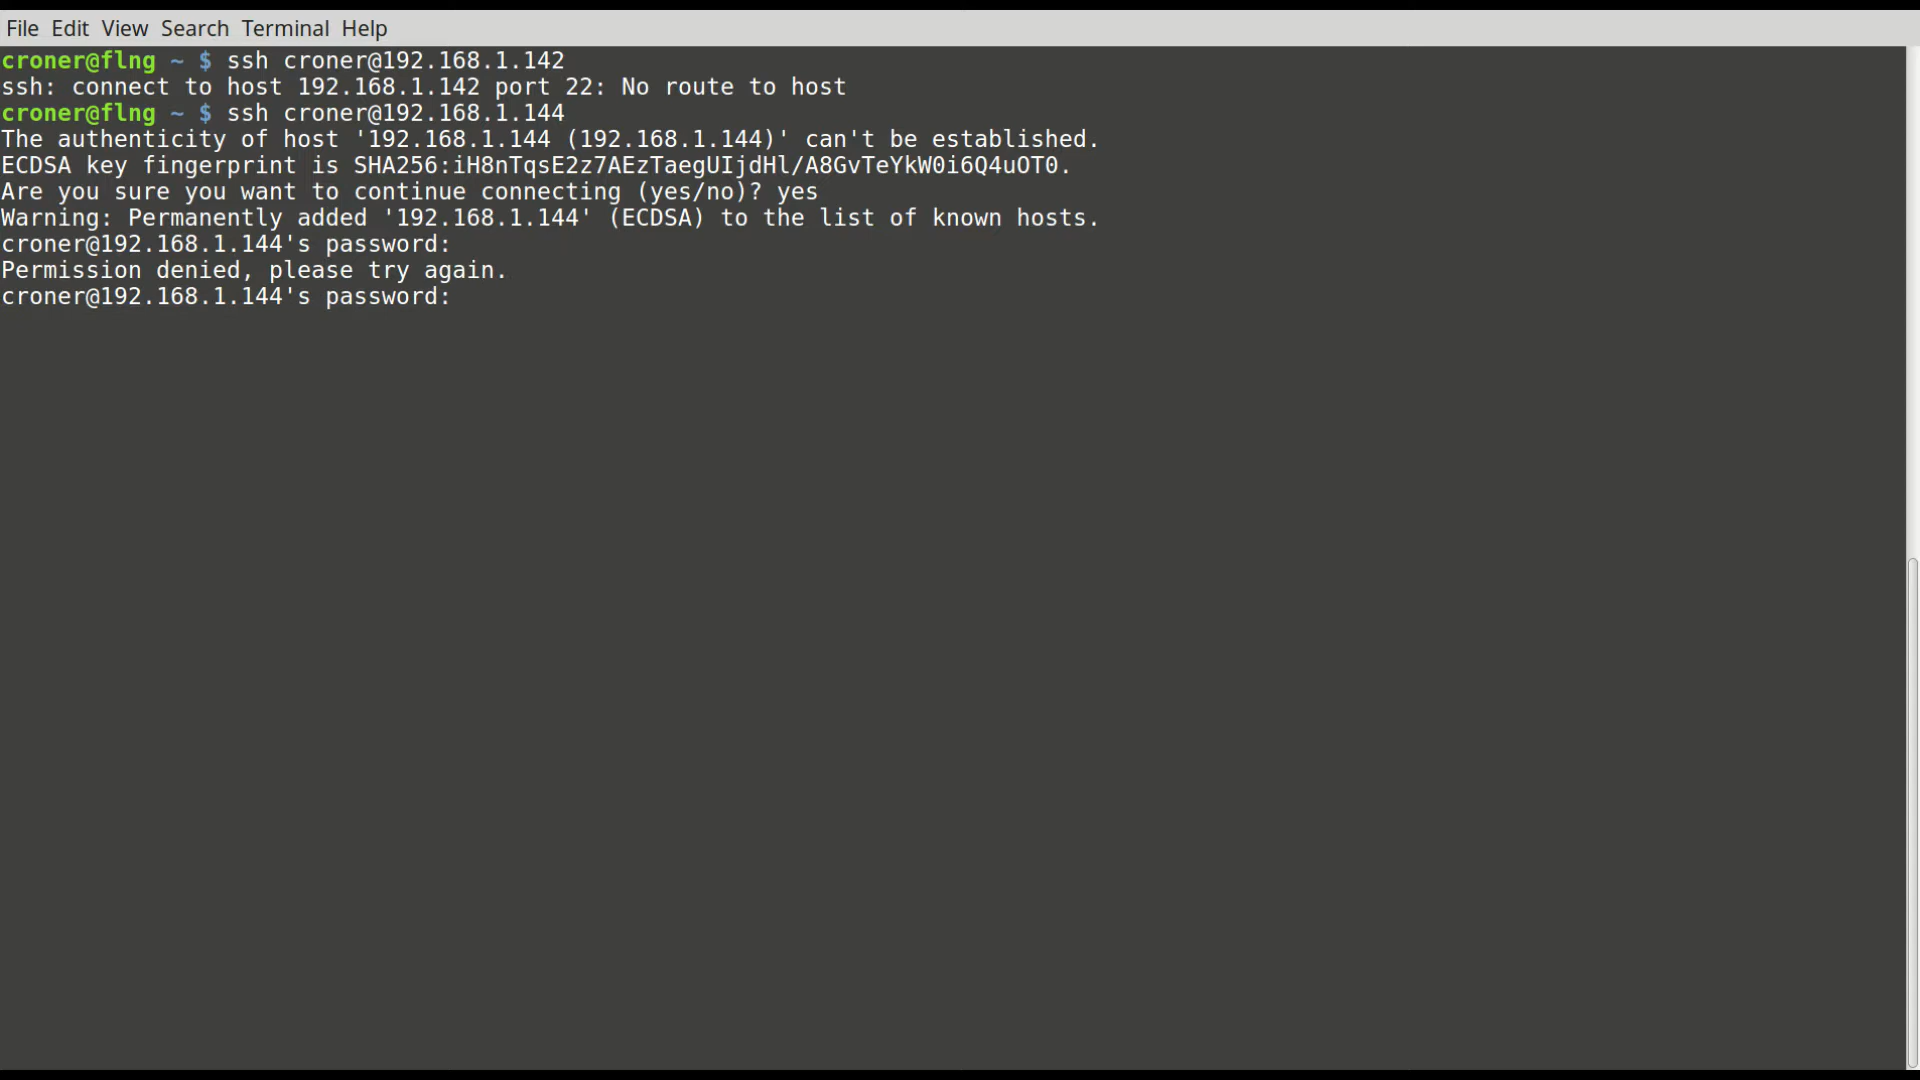 File Edit View Search Terminal Help
croner@flng ~ $ ssh croner@192.168.1.142
ssh: connect to host 192.168.1.142 port 22: No route to host
croner@flng ~ $ ssh croner@192.168.1.144
The authenticity of host '192.168.1.144 (192.168.1.144)' can't be established.
ECDSA key fingerprint is SHA256:iH8nTqsE2z7AEzTaegUIjdHl/A8GvTeYkW0i6Q4uOT0.
Are you sure you want to continue connecting (yes/no)? yes
Warning: Permanently added '192.168.1.144' (ECDSA) to the list of known hosts.
croner@192.168.1.144's password:
Permission denied, please try again.
croner@192.168.1.144's password: